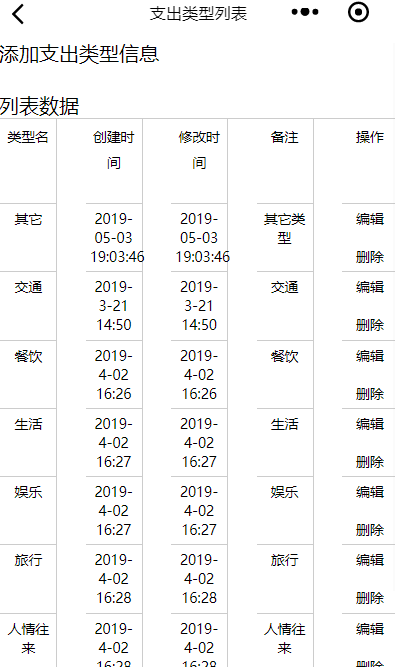 支出类型列表
添加支出类型信息
列表数据
类型名 创建时间 修改时间 备注 操作
其它 2019-05-03 19:03:46 2019-05-03 19:03:46 其它类型 编辑 删除
交通 2019-3-21 14:50 2019-3-21 14:50 交通 编辑 删除
餐饮 2019-4-02 16:26 2019-4-02 16:26 餐饮 编辑 删除
生活 2019-4-02 16:27 2019-4-02 16:27 生活 编辑 删除
娱乐 2019-4-02 16:27 2019-4-02 16:27 娱乐 编辑 删除
旅行 2019-4-02 16:28 2019-4-02 16:28 旅行 编辑 删除
人情往来 2019-4-02 16:28 2019-4-02 16:28 人情往来 编辑 删除